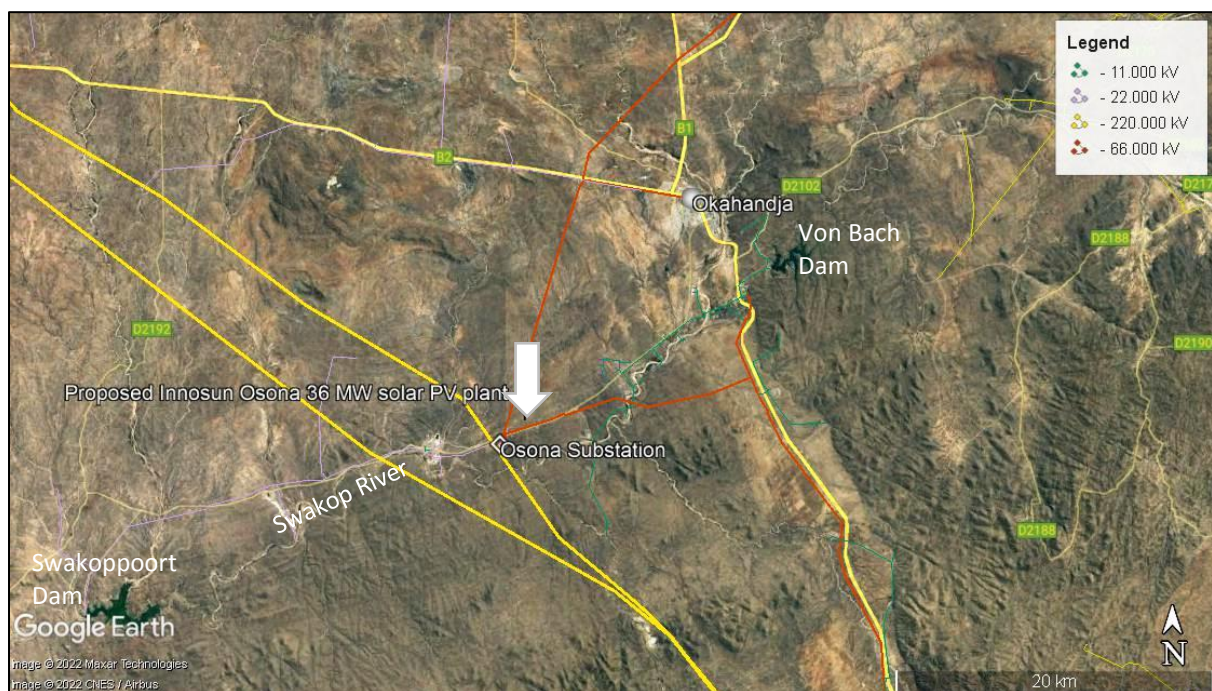 Legend
- 11.000 kV
- 22.000 kV
- 220.000 kV
- 66.000 kV
B1
B2
D2102
D217
Okahandja
Von Bach
Dam
D2188
D2192
D2190
Proposed Innosun Osona 36 MW solar PV plant
Osona Substation
Swakop River
D2188
Swakoppoort
Dam
Google Earth
Image © 2022 Maxar Technologies
Image © 2022 CNES / Airbus
N
20 km